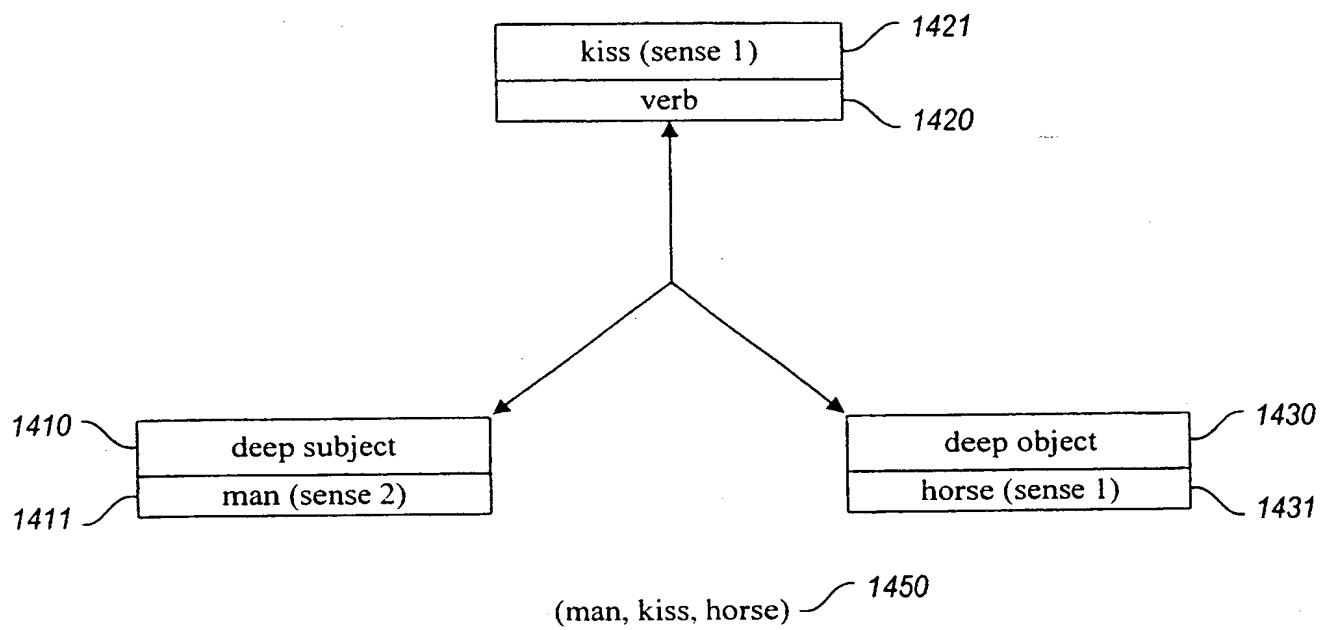 kiss (sense 1)
1421
verb
1420
1410
deep subject
1411
man (sense 2)
deep object
1430
horse (sense 1)
1431
(man, kiss, horse)
1450